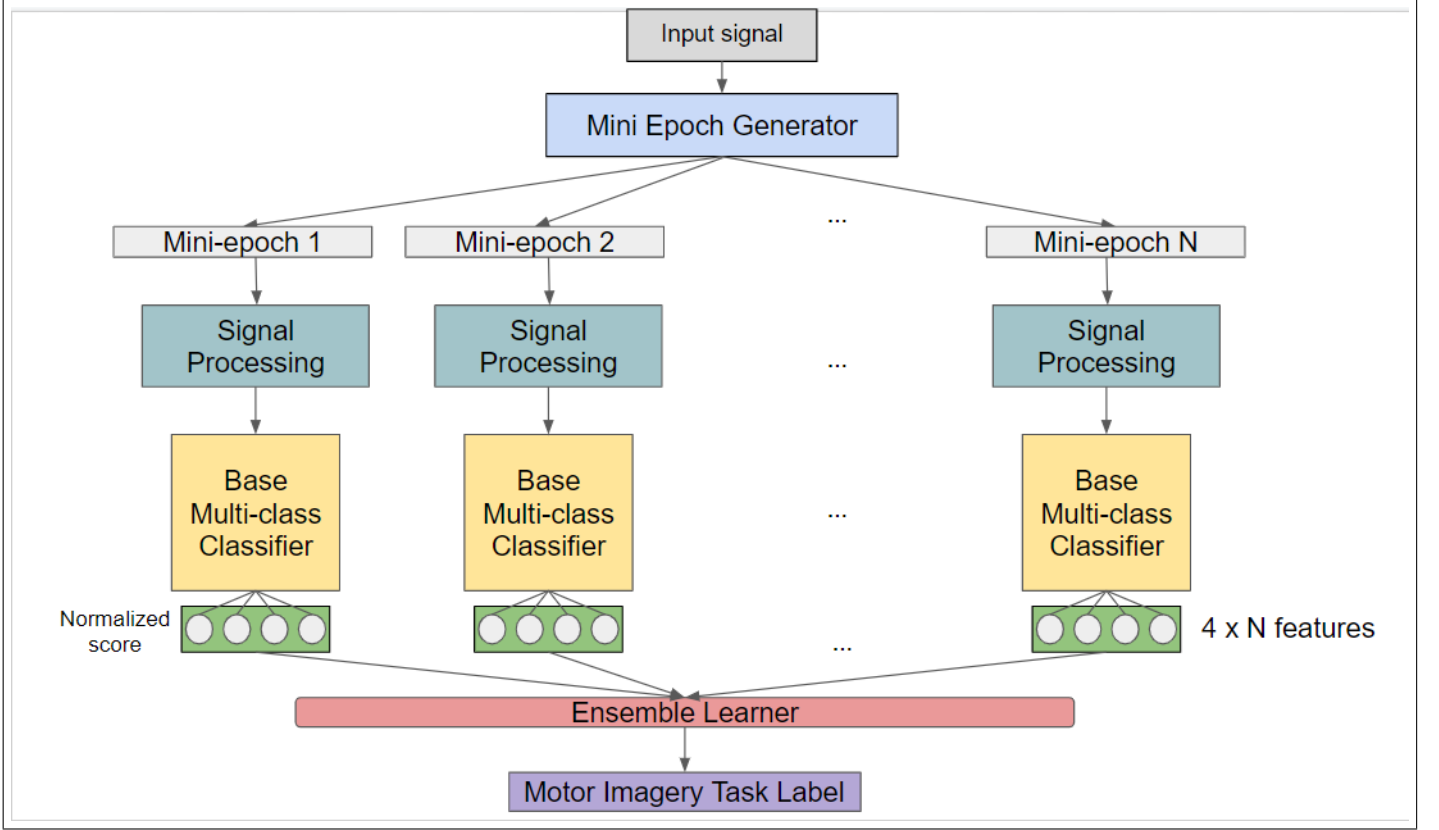 Input signal
Mini Epoch Generator
...
Mini-epoch 1
Mini-epoch 2
Mini-epoch N
Signal
Processing
Signal
Processing
...
Signal
Processing
Base
Multi-class
Classifier
Base
Multi-class
Classifier
...
Base
Multi-class
Classifier
Normalized
score
...
4 x N features
Ensemble Learner
Motor Imagery Task Label